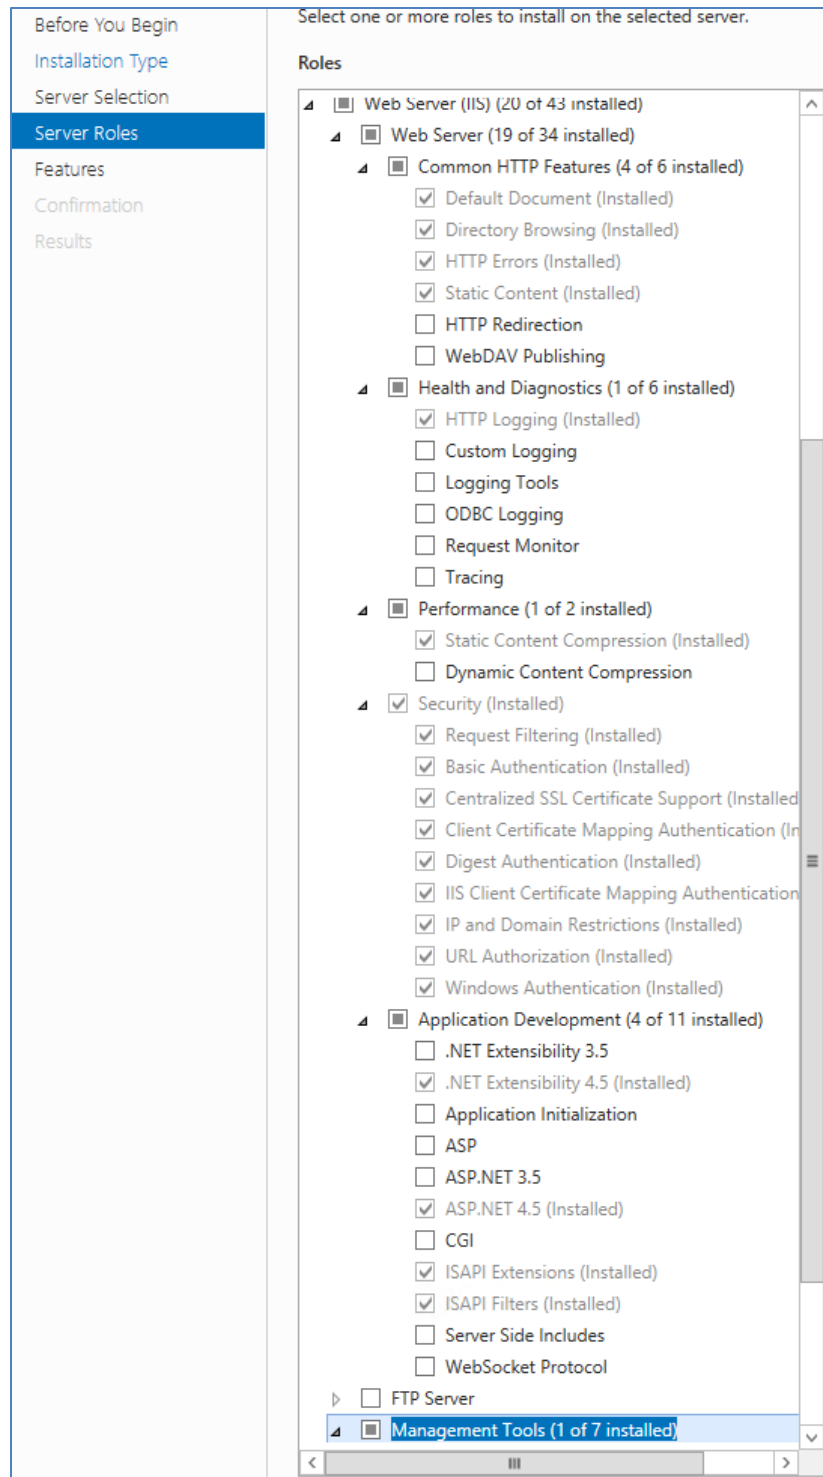 Before You Begin
Installation Type
Server Selection
Server Roles
Features
Confirmation
Results
Select one or more roles to install on the selected server.
Roles
Web Server (IIS) (20 of 43 installed)
Web Server (19 of 34 installed)
Common HTTP Features (4 of 6 installed)
Default Document (Installed)
Directory Browsing (Installed)
HTTP Errors (Installed)
Static Content (Installed)
HTTP Redirection
WebDAV Publishing
Health and Diagnostics (1 of 6 installed)
HTTP Logging (Installed)
Custom Logging
Logging Tools
ODBC Logging
Request Monitor
Tracing
Performance (1 of 2 installed)
Static Content Compression (Installed)
Dynamic Content Compression
Security (Installed)
Request Filtering (Installed)
Basic Authentication (Installed)
Centralized SSL Certificate Support (Installed
Client Certificate Mapping Authentication (In
Digest Authentication (Installed)
IIS Client Certificate Mapping Authentication
IP and Domain Restrictions (Installed)
URL Authorization (Installed)
Windows Authentication (Installed)
Application Development (4 of 11 installed)
.NET Extensibility 3.5
.NET Extensibility 4.5 (Installed)
Application Initialization
ASP
ASP.NET 3.5
ASP.NET 4.5 (Installed)
CGI
ISAPI Extensions (Installed)
ISAPI Filters (Installed)
Server Side Includes
WebSocket Protocol
FTP Server
Management Tools (1 of 7 installed)